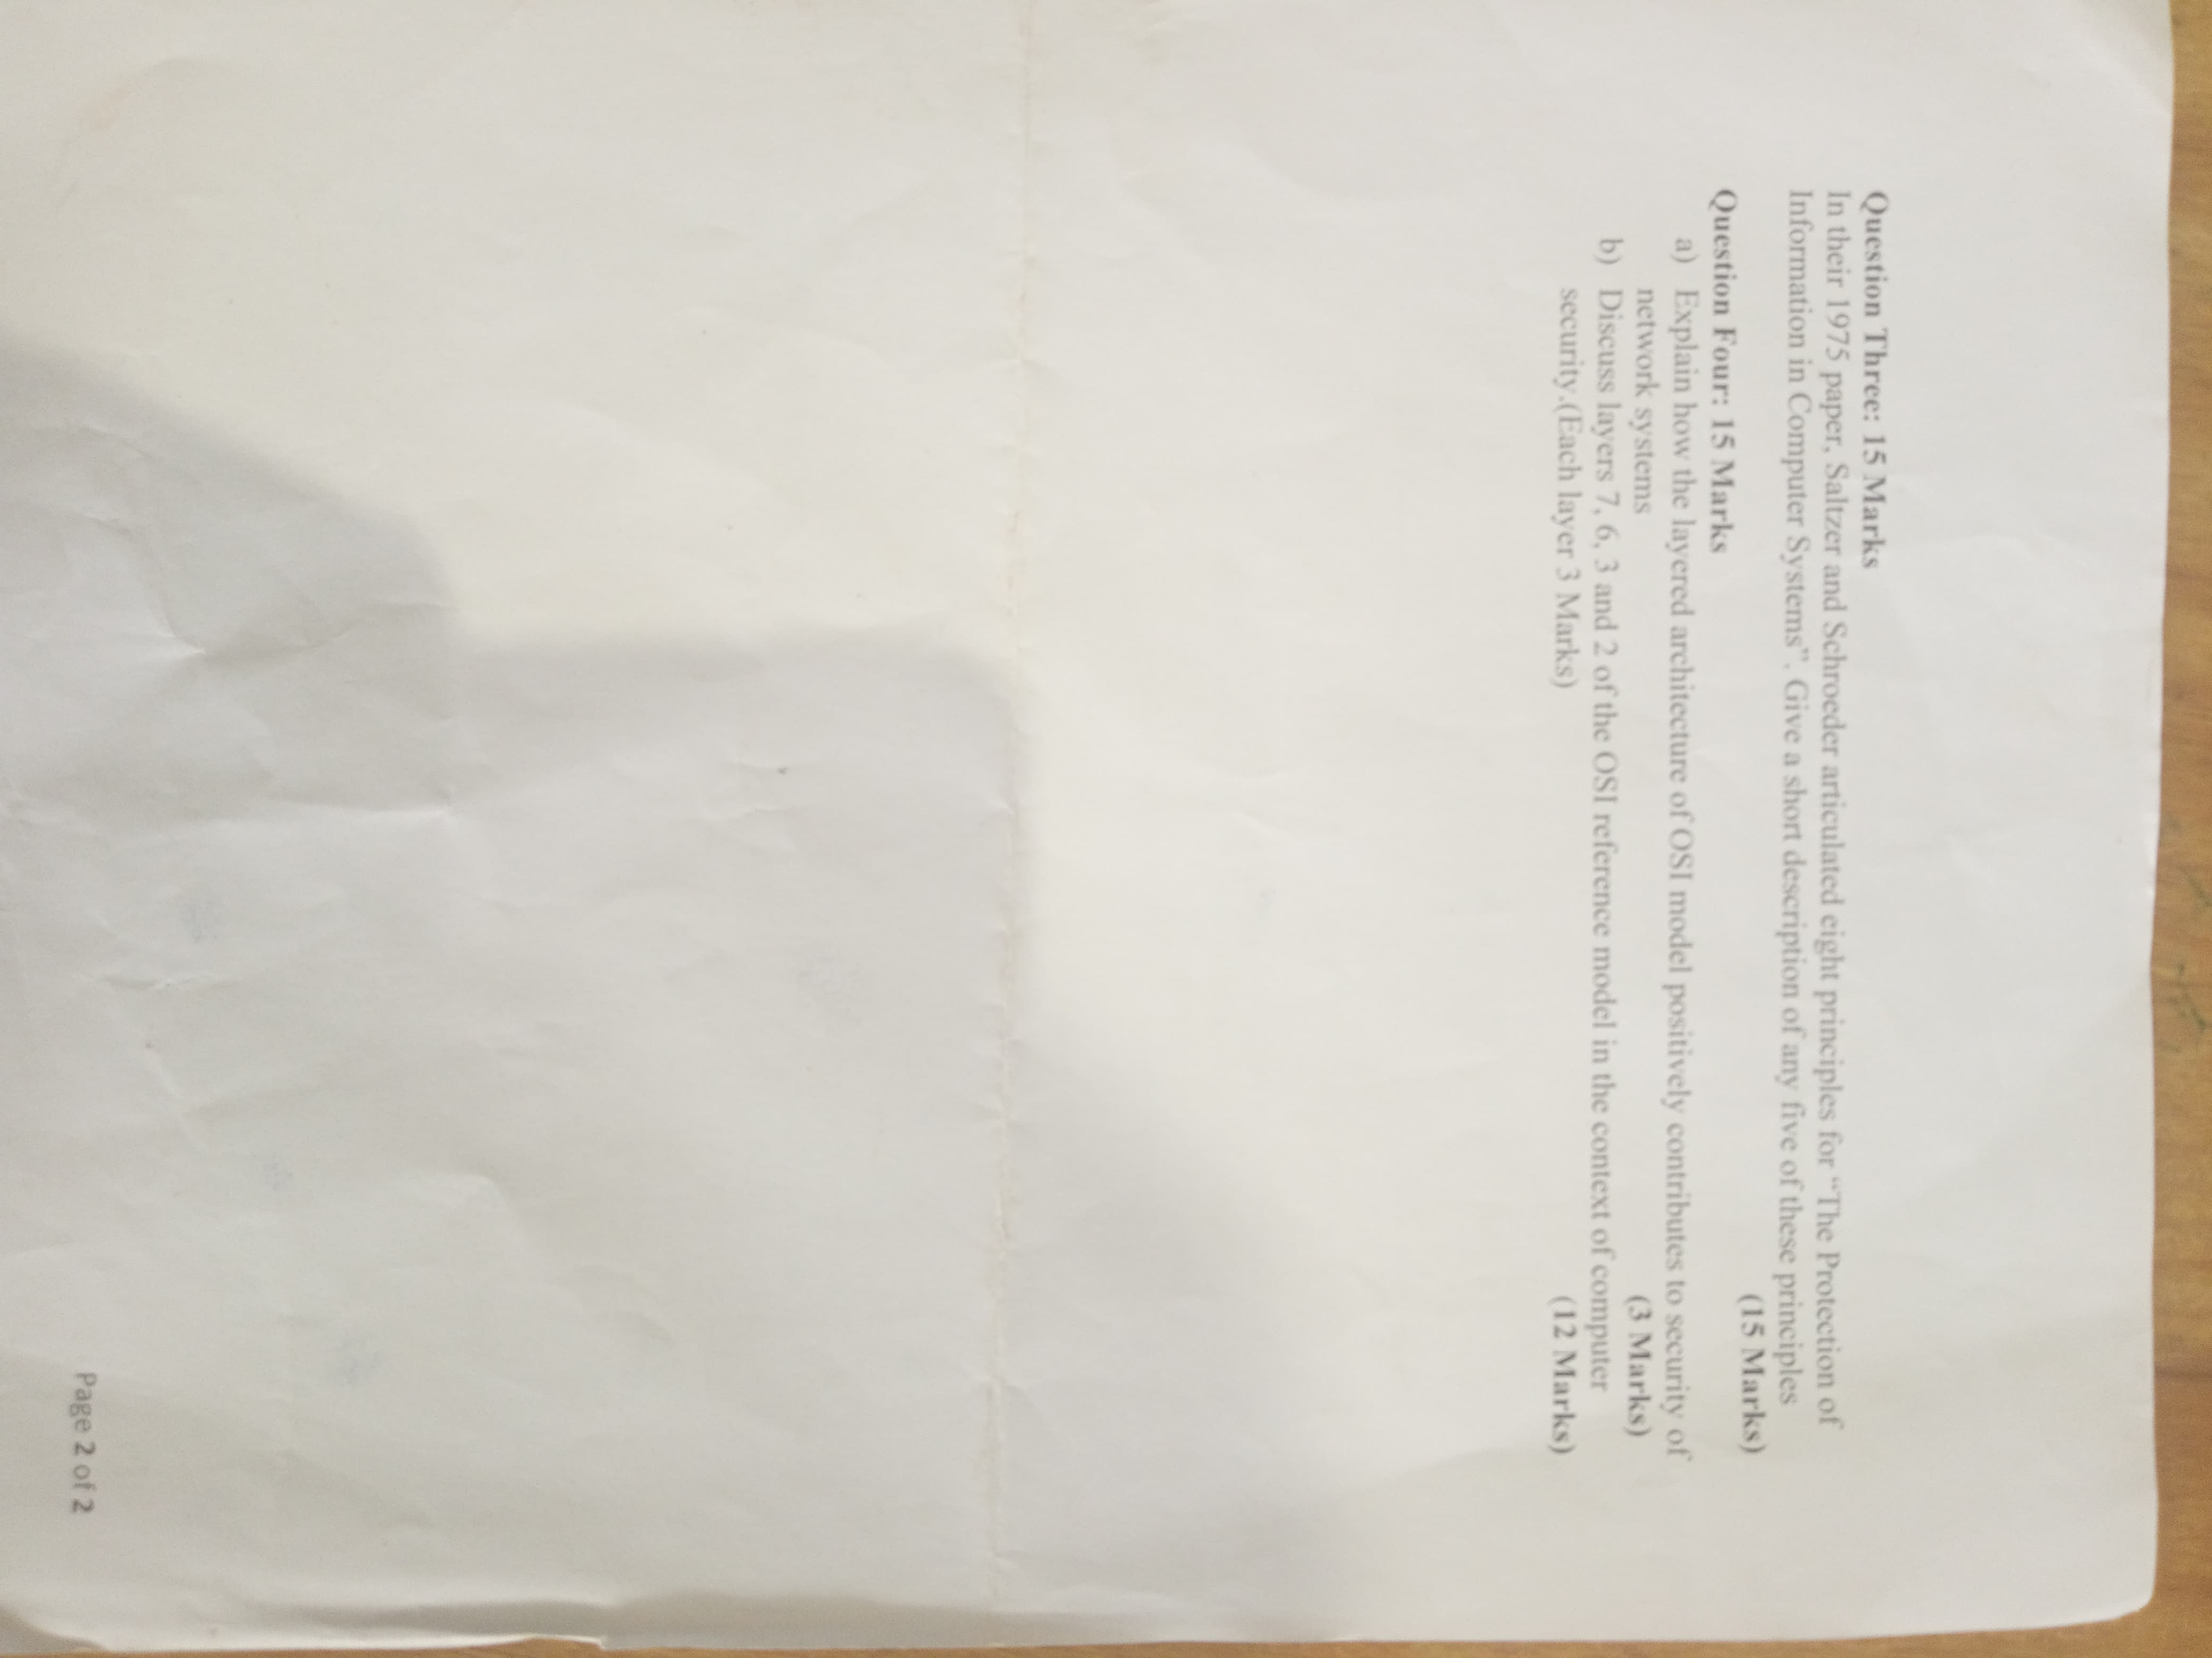 Question Three: 15 Marks
In their 1975 paper, Saltzer and Schroeder articulated eight principles for “The Protection of
Information in Computer Systems”. Give a short description of any five of these principles
(15 Marks)
Question Four: 15 Marks
a) Explain how the layered architecture of OSI model positively contributes to security of
network systems (3 Marks)
b) Discuss layers 7, 6, 3 and 2 of the OSI reference model in the context of computer
security.(Each layer 3 Marks) (12 Marks)
Page 2 of 2